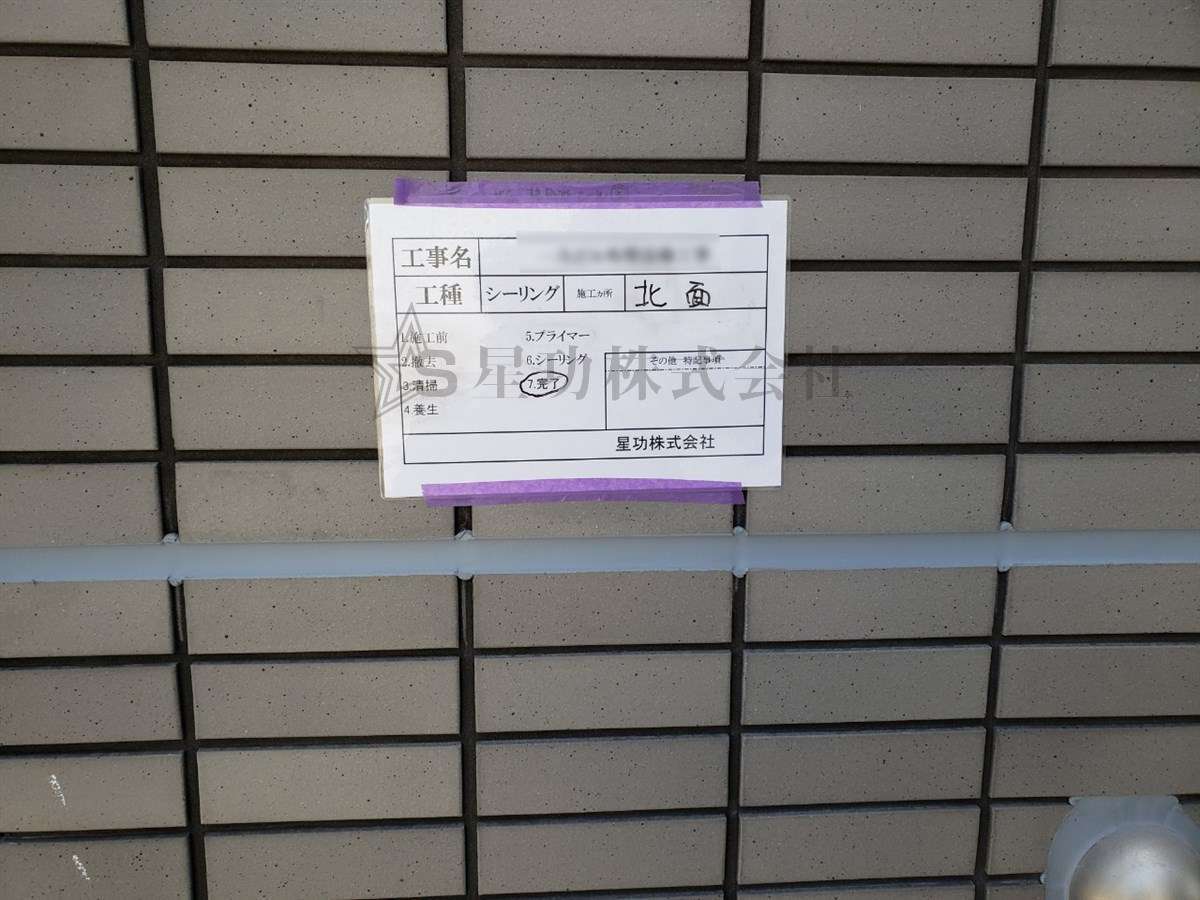 工事名
工種 シーリング 施工か所 北面
1.施工前 5.プライマー
2.撤去 6.シーリング その他 特記事項
3.清掃 7.完了
4養生
星功株式会社
S 星功株式会社